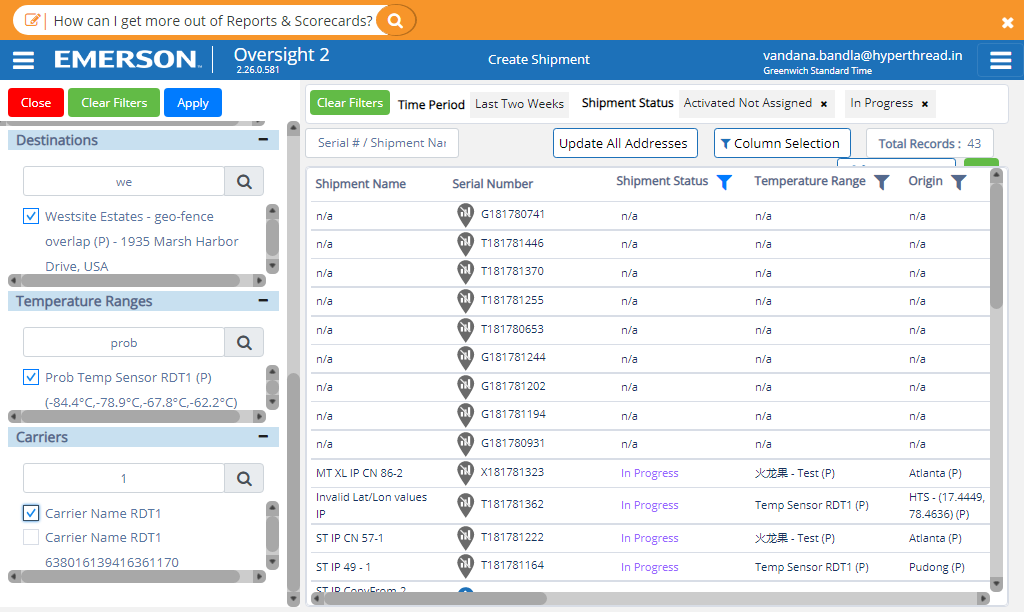 How can I get more out of Reports & Scorecards?
EMERSON
Oversight 2
2.26.0.581
Create Shipment
vandana.bandla@hyperthread.in
Greenwich Standard Time
Close
Clear Filters
Apply
Destinations
we
Westsite Estates - geo-fence
overlap (P) - 1935 Marsh Harbor
Drive, USA
Temperature Ranges
prob
Prob Temp Sensor RDT1 (P)
(-84.4°C,-78.9°C,-67.8°C,-62.2°C)
Carriers
1
Carrier Name RDT1
Carrier Name RDT1
638016139416361170
Clear Filters
Time Period
Last Two Weeks
Shipment Status
Activated Not Assigned ×
In Progress ×
Serial # / Shipment Nar
Update All Addresses
Column Selection
Total Records : 43
Shipment Name Serial Number Shipment Status Temperature Range Origin
n/a G181780741 n/a n/a n/a
n/a T181781446 n/a n/a n/a
n/a T181781370 n/a n/a n/a
n/a T181781255 n/a n/a n/a
n/a T181780653 n/a n/a n/a
n/a G181781244 n/a n/a n/a
n/a G181781202 n/a n/a n/a
n/a G181781194 n/a n/a n/a
n/a G181780931 n/a n/a n/a
MT XL IP CN 86-2 X181781323 In Progress 火龙果 - Test (P) Atlanta (P)
Invalid Lat/Lon values
IP
T181781362 In Progress Temp Sensor RDT1 (P)
HTS - (17.4449,
78.4636) (P)
ST IP CN 57-1 T181781222 In Progress 火龙果 - Test (P) Atlanta (P)
ST IP 49 - 1 T181781164 In Progress Temp Sensor RDT1 (P) Pudong (P)
ST IP CopyFrom 2